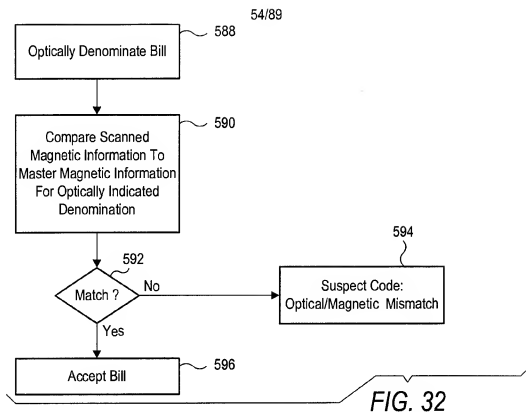 54/89
588
Optically Denominate Bill
590
Compare Scanned
Magnetic Information To
Master Magnetic Information
For Optically Indicated
Denomination
592
Match ?
No
Yes
594
Suspect Code:
Optical/Magnetic Mismatch
596
Accept Bill
FIG. 32